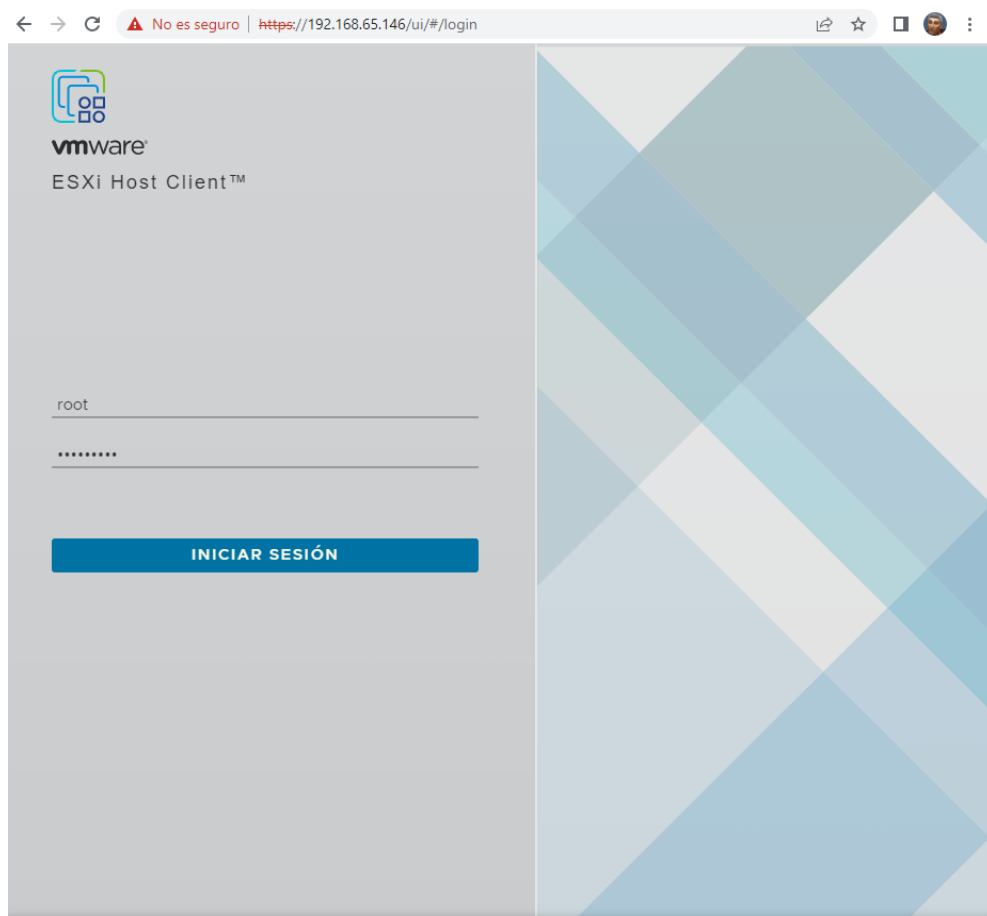 No es seguro | https://192.168.65.146/ui/#/login
vmware®
ESXi Host Client™
root
•••••••••
INICIAR SESIÓN